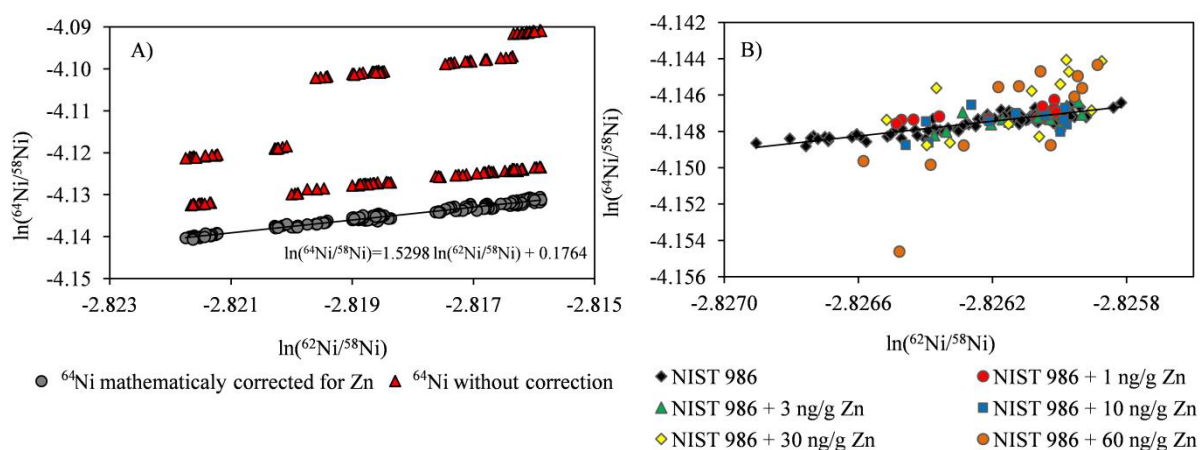 A)
-4.09
-4.10
-4.11
-4.12
-4.13
-4.14
-4.15
ln(⁶⁴Ni/⁵⁸Ni)
ln(⁶⁴Ni/⁵⁸Ni)=1.5298 ln(⁶²Ni/⁵⁸Ni) + 0.1764
-2.823 -2.821 -2.819 -2.817 -2.815
ln(⁶²Ni/⁵⁸Ni)
⁶⁴Ni mathematicaly corrected for Zn
⁶⁴Ni without correction
B)
-4.142
-4.144
-4.146
-4.148
-4.150
-4.152
-4.154
-4.156
ln(⁶⁴Ni/⁵⁸Ni)
-2.8270 -2.8266 -2.8262 -2.8258
ln(⁶²Ni/⁵⁸Ni)
NIST 986
NIST 986 + 1 ng/g Zn
NIST 986 + 3 ng/g Zn
NIST 986 + 10 ng/g Zn
NIST 986 + 30 ng/g Zn
NIST 986 + 60 ng/g Zn